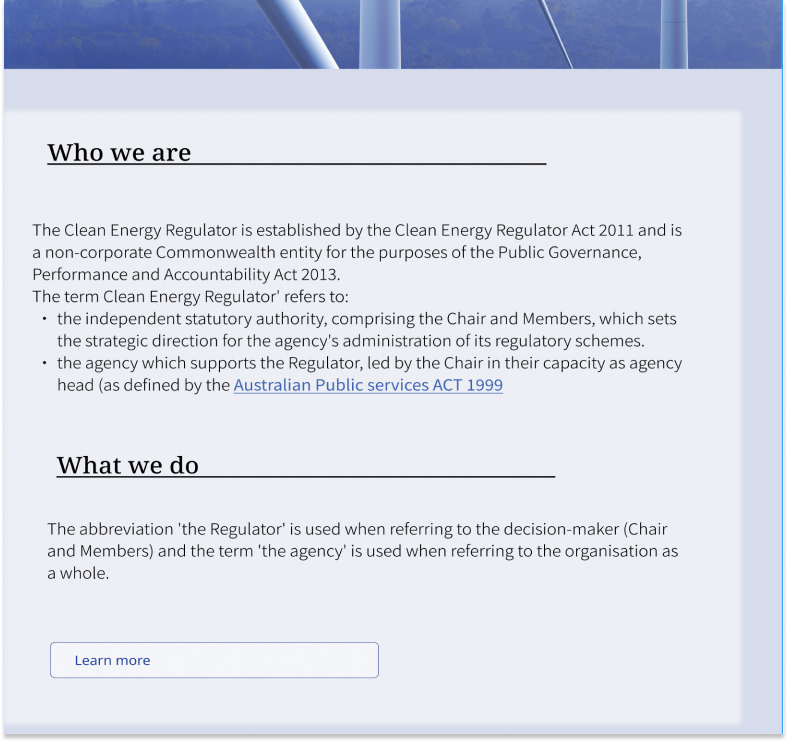 Who we are
The Clean Energy Regulator is established by the Clean Energy Regulator Act 2011 and is
a non-corporate Commonwealth entity for the purposes of the Public Governance,
Performance and Accountability Act 2013.
The term Clean Energy Regulator' refers to:
• the independent statutory authority, comprising the Chair and Members, which sets
the strategic direction for the agency's administration of its regulatory schemes.
• the agency which supports the Regulator, led by the Chair in their capacity as agency
head (as defined by the Australian Public services ACT 1999
What we do
The abbreviation 'the Regulator' is used when referring to the decision-maker (Chair
and Members) and the term 'the agency' is used when referring to the organisation as
a whole.
Learn more